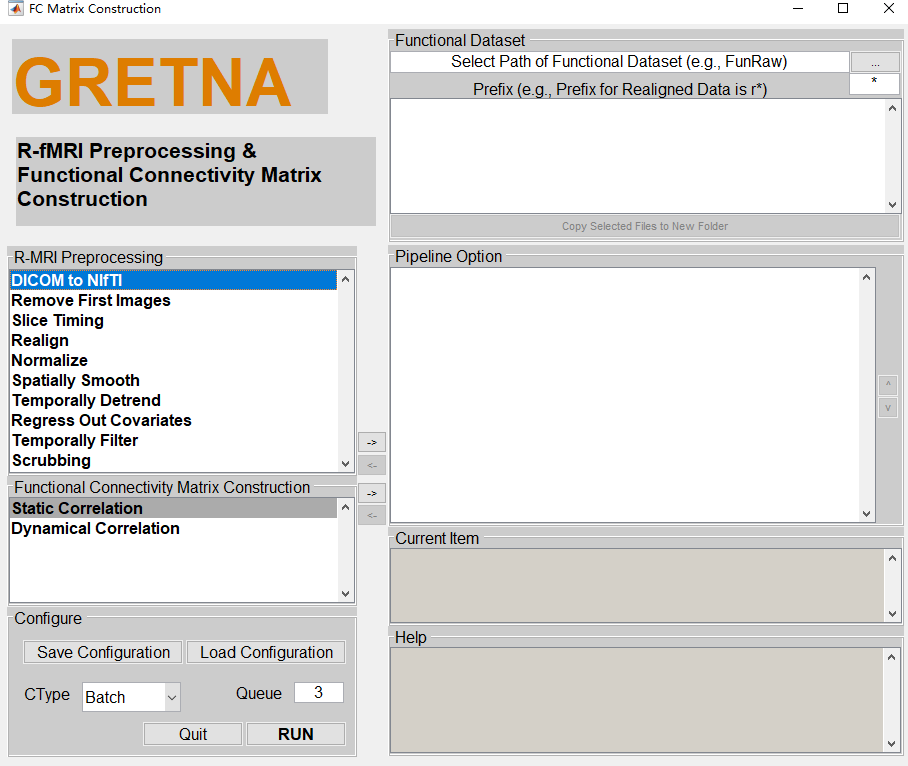 FC Matrix Construction
GRETNA
R-fMRI Preprocessing &
Functional Connectivity Matrix
Construction
R-MRI Preprocessing
DICOM to NIfTI
Remove First Images
Slice Timing
Realign
Normalize
Spatially Smooth
Temporally Detrend
Regress Out Covariates
Temporally Filter
Scrubbing
->
<-
Functional Connectivity Matrix Construction
Static Correlation
Dynamical Correlation
->
<-
Configure
Save Configuration Load Configuration
CType Batch Queue 3
Quit RUN
Functional Dataset
Select Path of Functional Dataset (e.g., FunRaw) ...
Prefix (e.g., Prefix for Realigned Data is r*) *
Copy Selected Files to New Folder
Pipeline Option
^
v
Current Item
Help